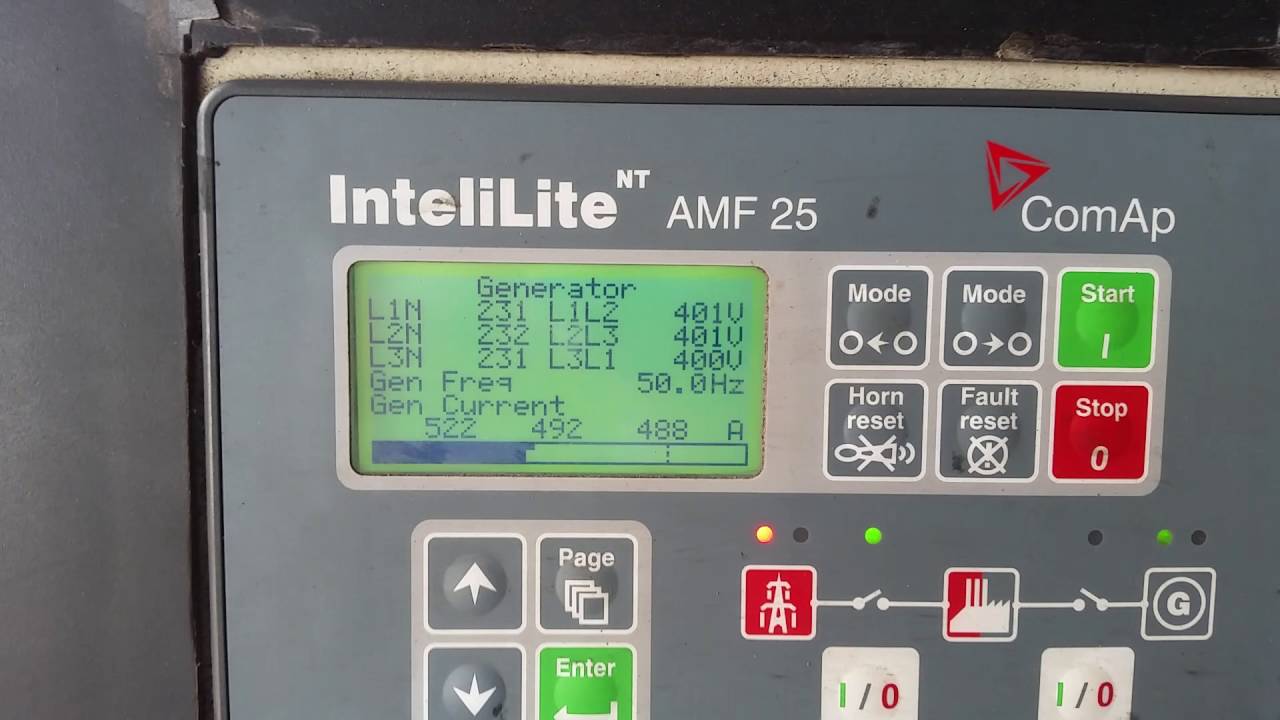 InteliLite NT AMF 25
ComAp
Generator
L1N 231 L1L2 401V
L2N 232 L2L3 401V
L3N 231 L3L1 400V
Gen Freq 50.0Hz
Gen Current
522 492 488 A
Mode
Mode
Start
I
Horn
reset
Fault
reset
Stop
0
Page
Enter
G
I/0
I/0